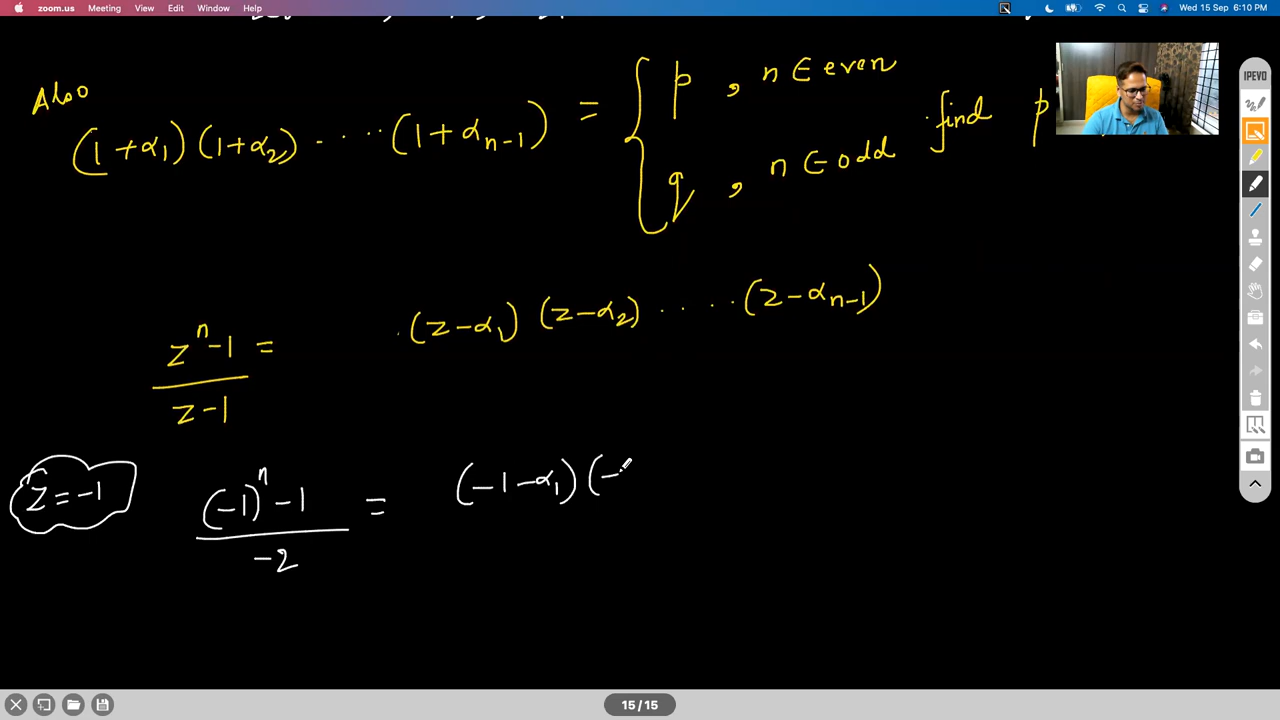 zoom.us Meeting View Edit Window Help Wed 15 Sep 6:10 PM
IPEVO
Also
(1+α₁)(1+α₂)-····(1+αₙ₋₁) = { p , n ∈ even
q , n ∈ odd
find p
zⁿ-1 = (z-α₁)(z-α₂)·····(z-αₙ₋₁)
z-1
z=-1
(-1)ⁿ-1 = (-1-α₁)(-
-2
15/15